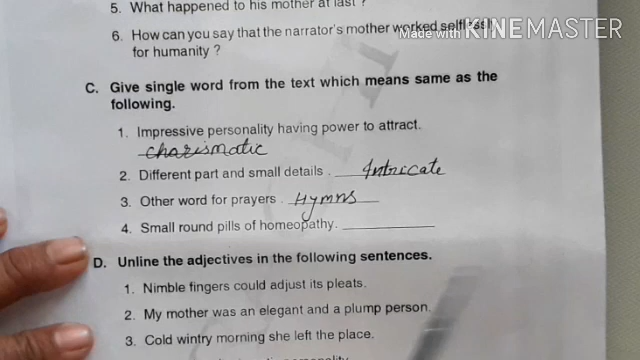 5. What happened to his mother at last ?
6. How can you say that the narrator's mother worked selflessly
for humanity ?
Made with KINEMASTER
C. Give single word from the text which means same as the
following.
1. Impressive personality having power to attract.
charismatic
2. Different part and small details . Intricate
3. Other word for prayers . Hymns
4. Small round pills of homeopathy.
D. Unline the adjectives in the following sentences.
1. Nimble fingers could adjust its pleats.
2. My mother was an elegant and a plump person.
3. Cold wintry morning she left the place.
personality